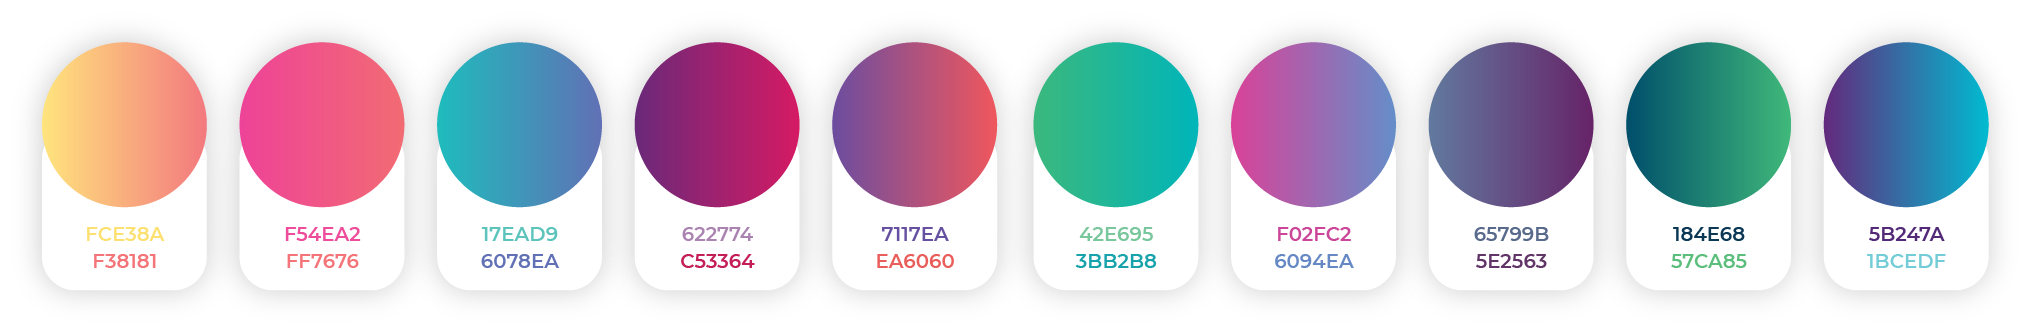 FCE38A
F38181
F54EA2
FF7676
17EAD9
6078EA
622774
C53364
7117EA
EA6060
42E695
3BB2B8
F02FC2
6094EA
65799B
5E2563
184E68
57CA85
5B247A
1BCEDF